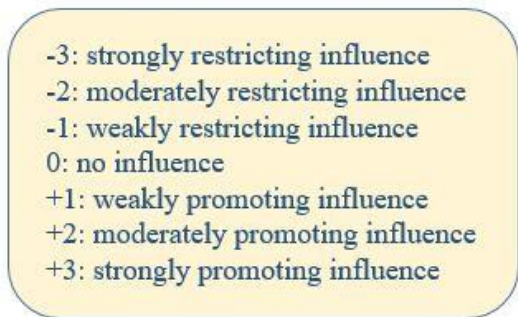 -3: strongly restricting influence
-2: moderately restricting influence
-1: weakly restricting influence
0: no influence
+1: weakly promoting influence
+2: moderately promoting influence
+3: strongly promoting influence